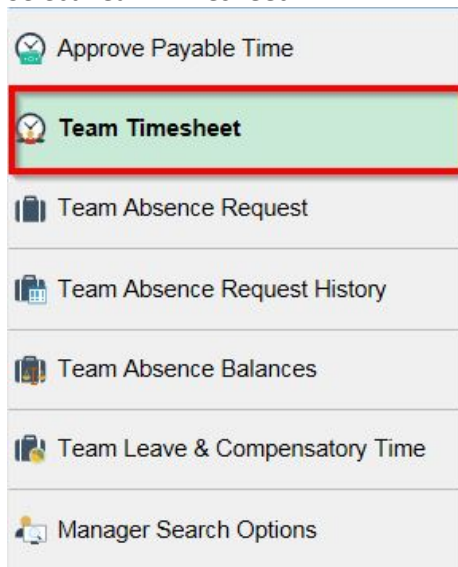 Approve Payable Time
Team Timesheet
Team Absence Request
Team Absence Request History
Team Absence Balances
Team Leave & Compensatory Time
Manager Search Options